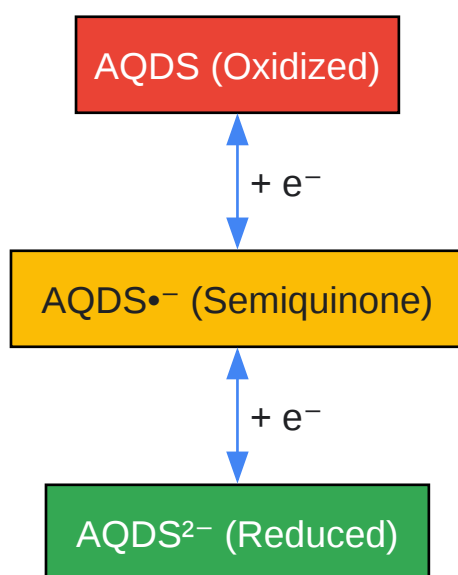 AQDS (Oxidized)
+ e⁻
AQDS•⁻ (Semiquinone)
+ e⁻
AQDS²⁻ (Reduced)